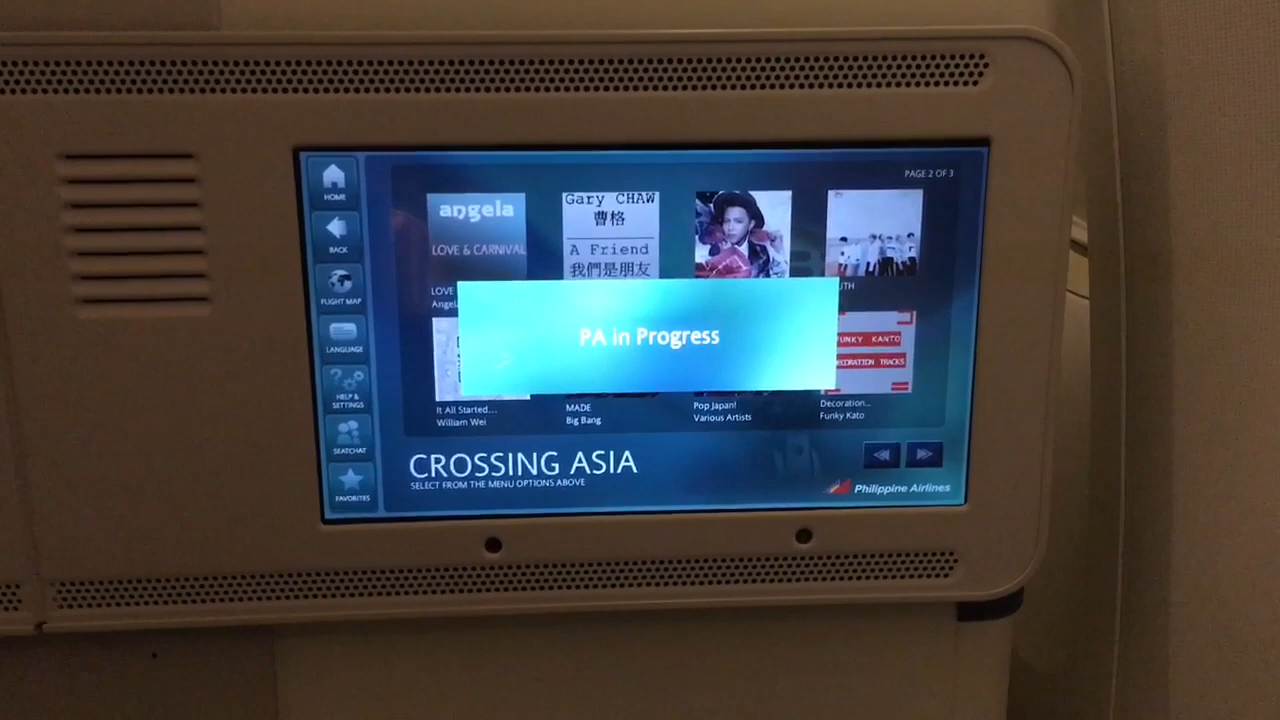 HOME
BACK
FLIGHT MAP
LANGUAGE
HELP &
SETTINGS
SEATCHAT
FAVORITES
PAGE 2 OF 3
angela
LOVE & CARNIVAL
LOVE
Gary CHAW
曹格
A Friend
我們是朋友
UTH
PA in Progress
FUNKY KANTO
DECORATION TRACKS
It All Started...
William Wei
MADE
Big Bang
Pop Japan!
Various Artists
Decoration...
Funky Kato
CROSSING ASIA
SELECT FROM THE MENU OPTIONS ABOVE
Philippine Airlines